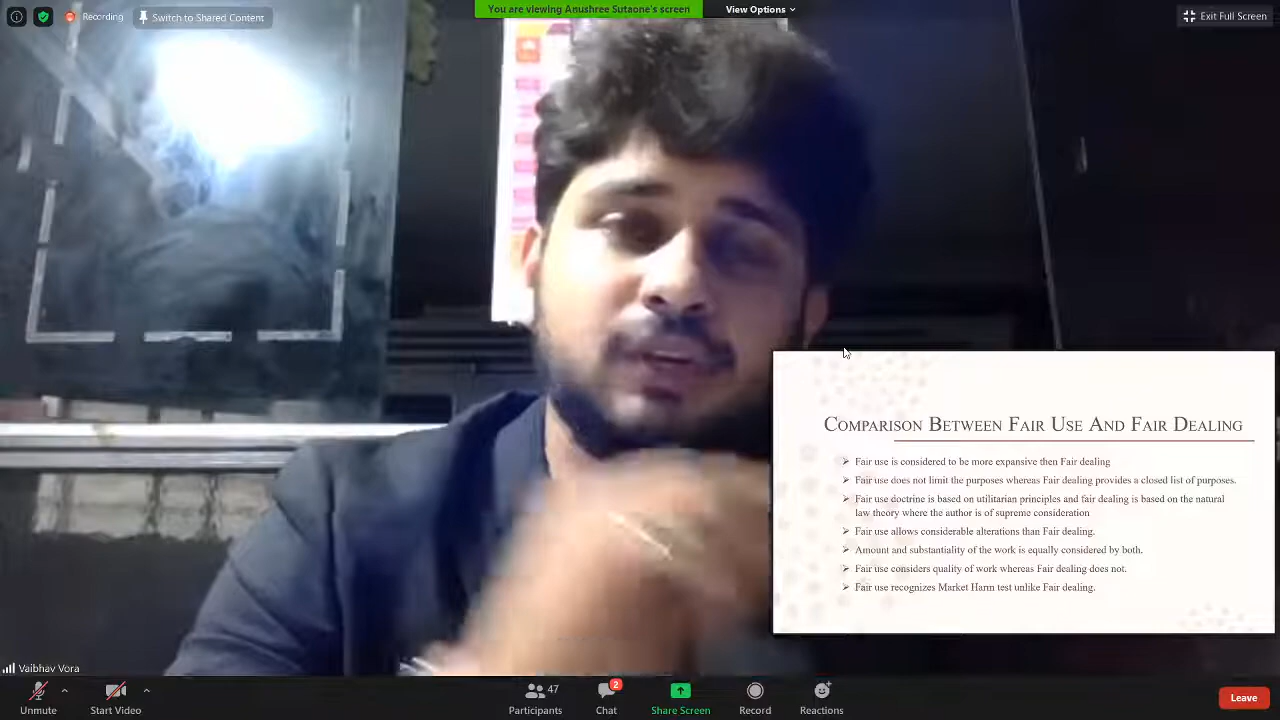 You are viewing Anushree Sutaone's screen
View Options
Recording
Switch to Shared Content
Exit Full Screen
COMPARISON BETWEEN FAIR USE AND FAIR DEALING
➢ Fair use is considered to be more expansive then Fair dealing
➢ Fair use does not limit the purposes whereas Fair dealing provides a closed list of purposes.
➢ Fair use doctrine is based on utilitarian principles and fair dealing is based on the natural
law theory where the author is of supreme consideration
➢ Fair use allows considerable alterations than Fair dealing.
➢ Amount and substantiality of the work is equally considered by both.
➢ Fair use considers quality of work whereas Fair dealing does not.
➢ Fair use recognizes Market Harm test unlike Fair dealing.
Vaibhav Vora
Unmute
Start Video
47
Participants
2
Chat
Share Screen
Record
Reactions
Leave